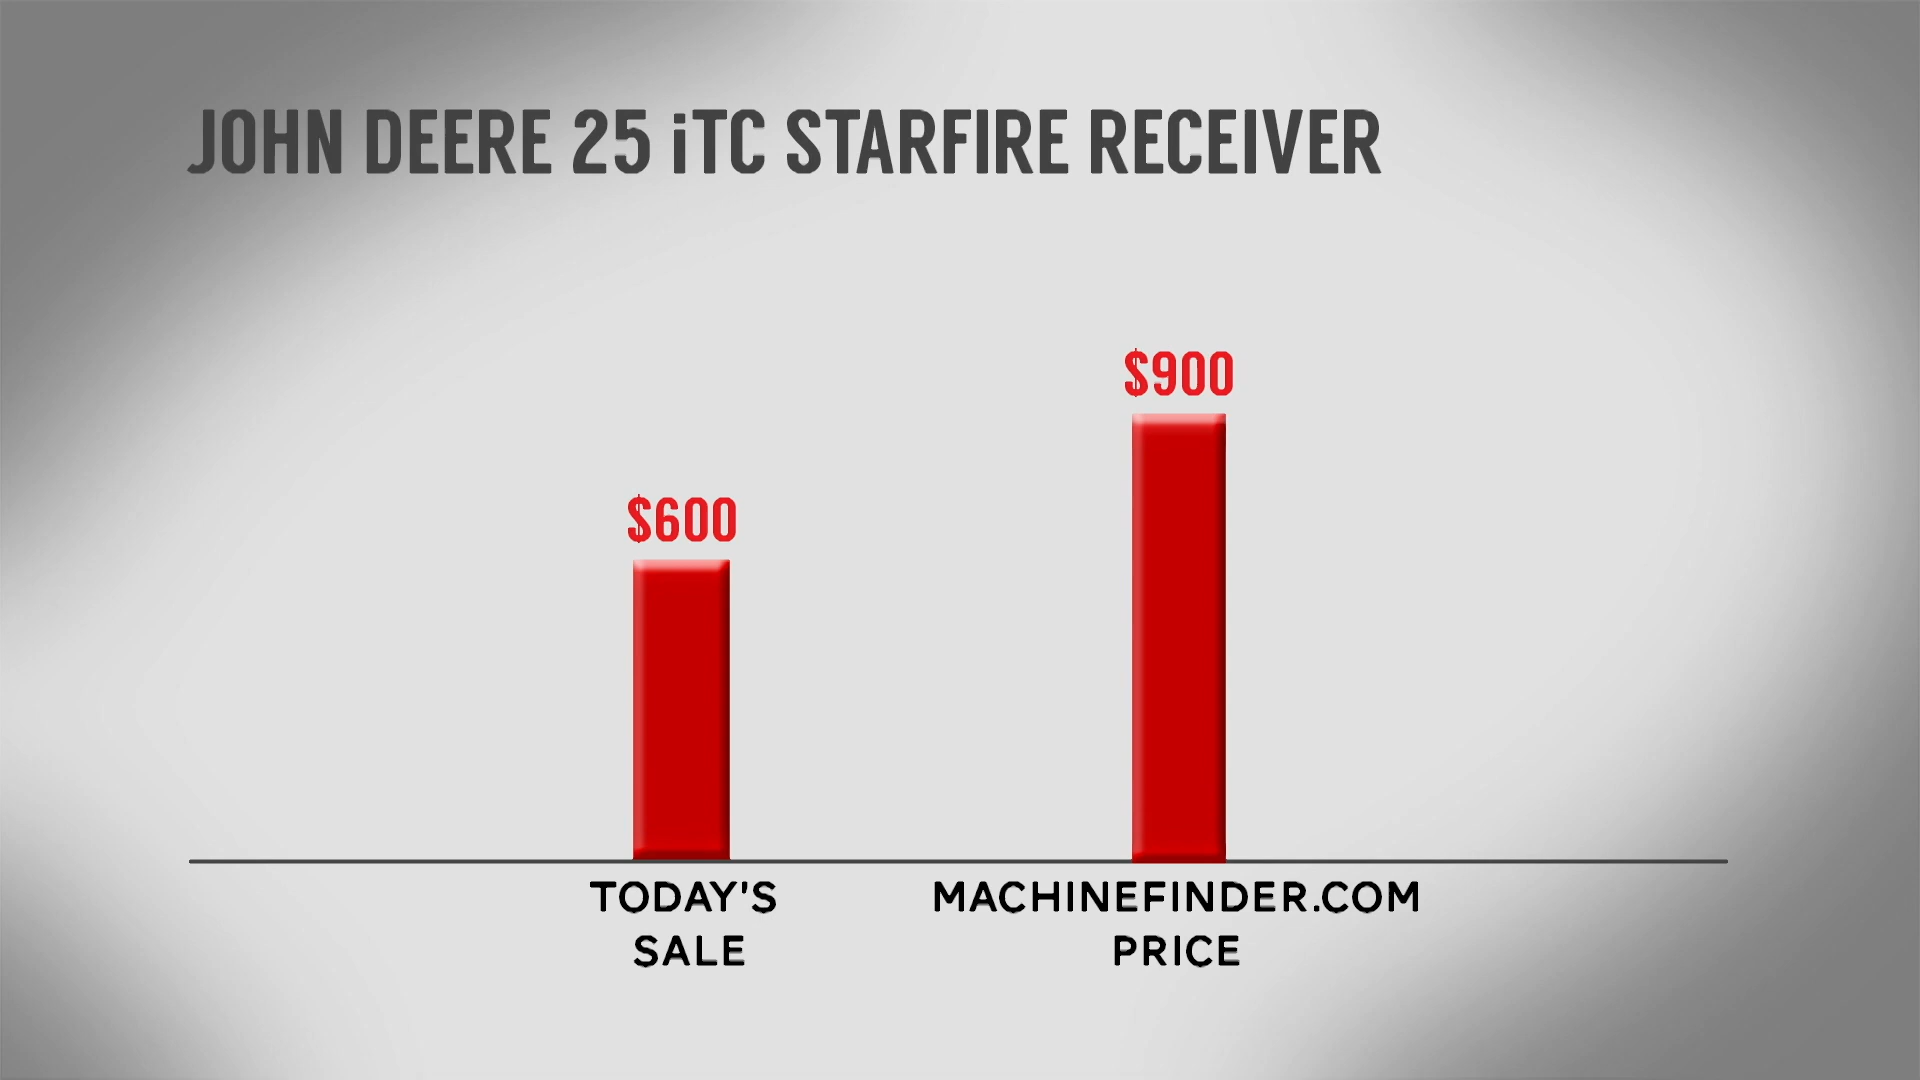 JOHN DEERE 25 iTC STARFIRE RECEIVER
$900
$600
TODAY'S
SALE
MACHINEFINDER.COM
PRICE